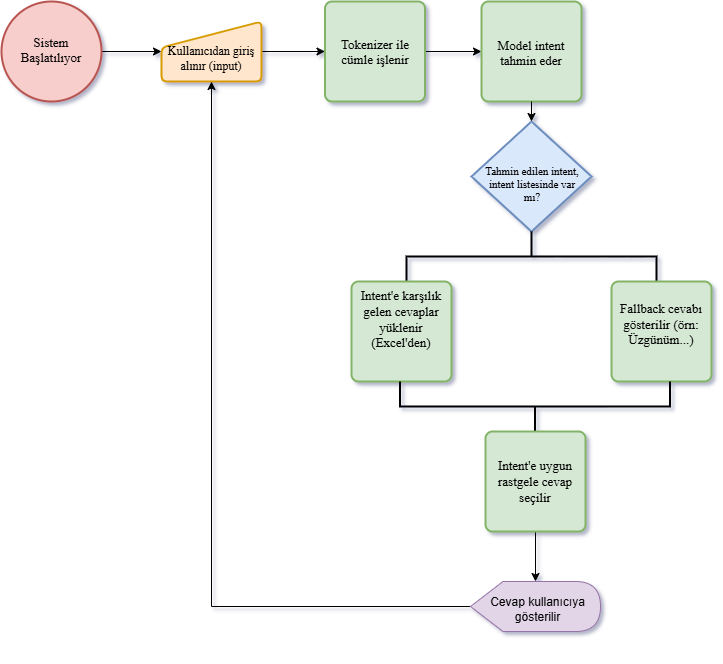 Sistem
Başlatılıyor
Kullanıcıdan giriş
alınır (input)
Tokenizer ile
cümle işlenir
Model intent
tahmin eder
Tahmin edilen intent,
intent listesinde var
mı?
Intent'e karşılık
gelen cevaplar
yüklenir
(Excel'den)
Fallback cevabı
gösterilir (örn:
Üzgünüm...)
Intent'e uygun
rastgele cevap
seçilir
Cevap kullanıcıya
gösterilir